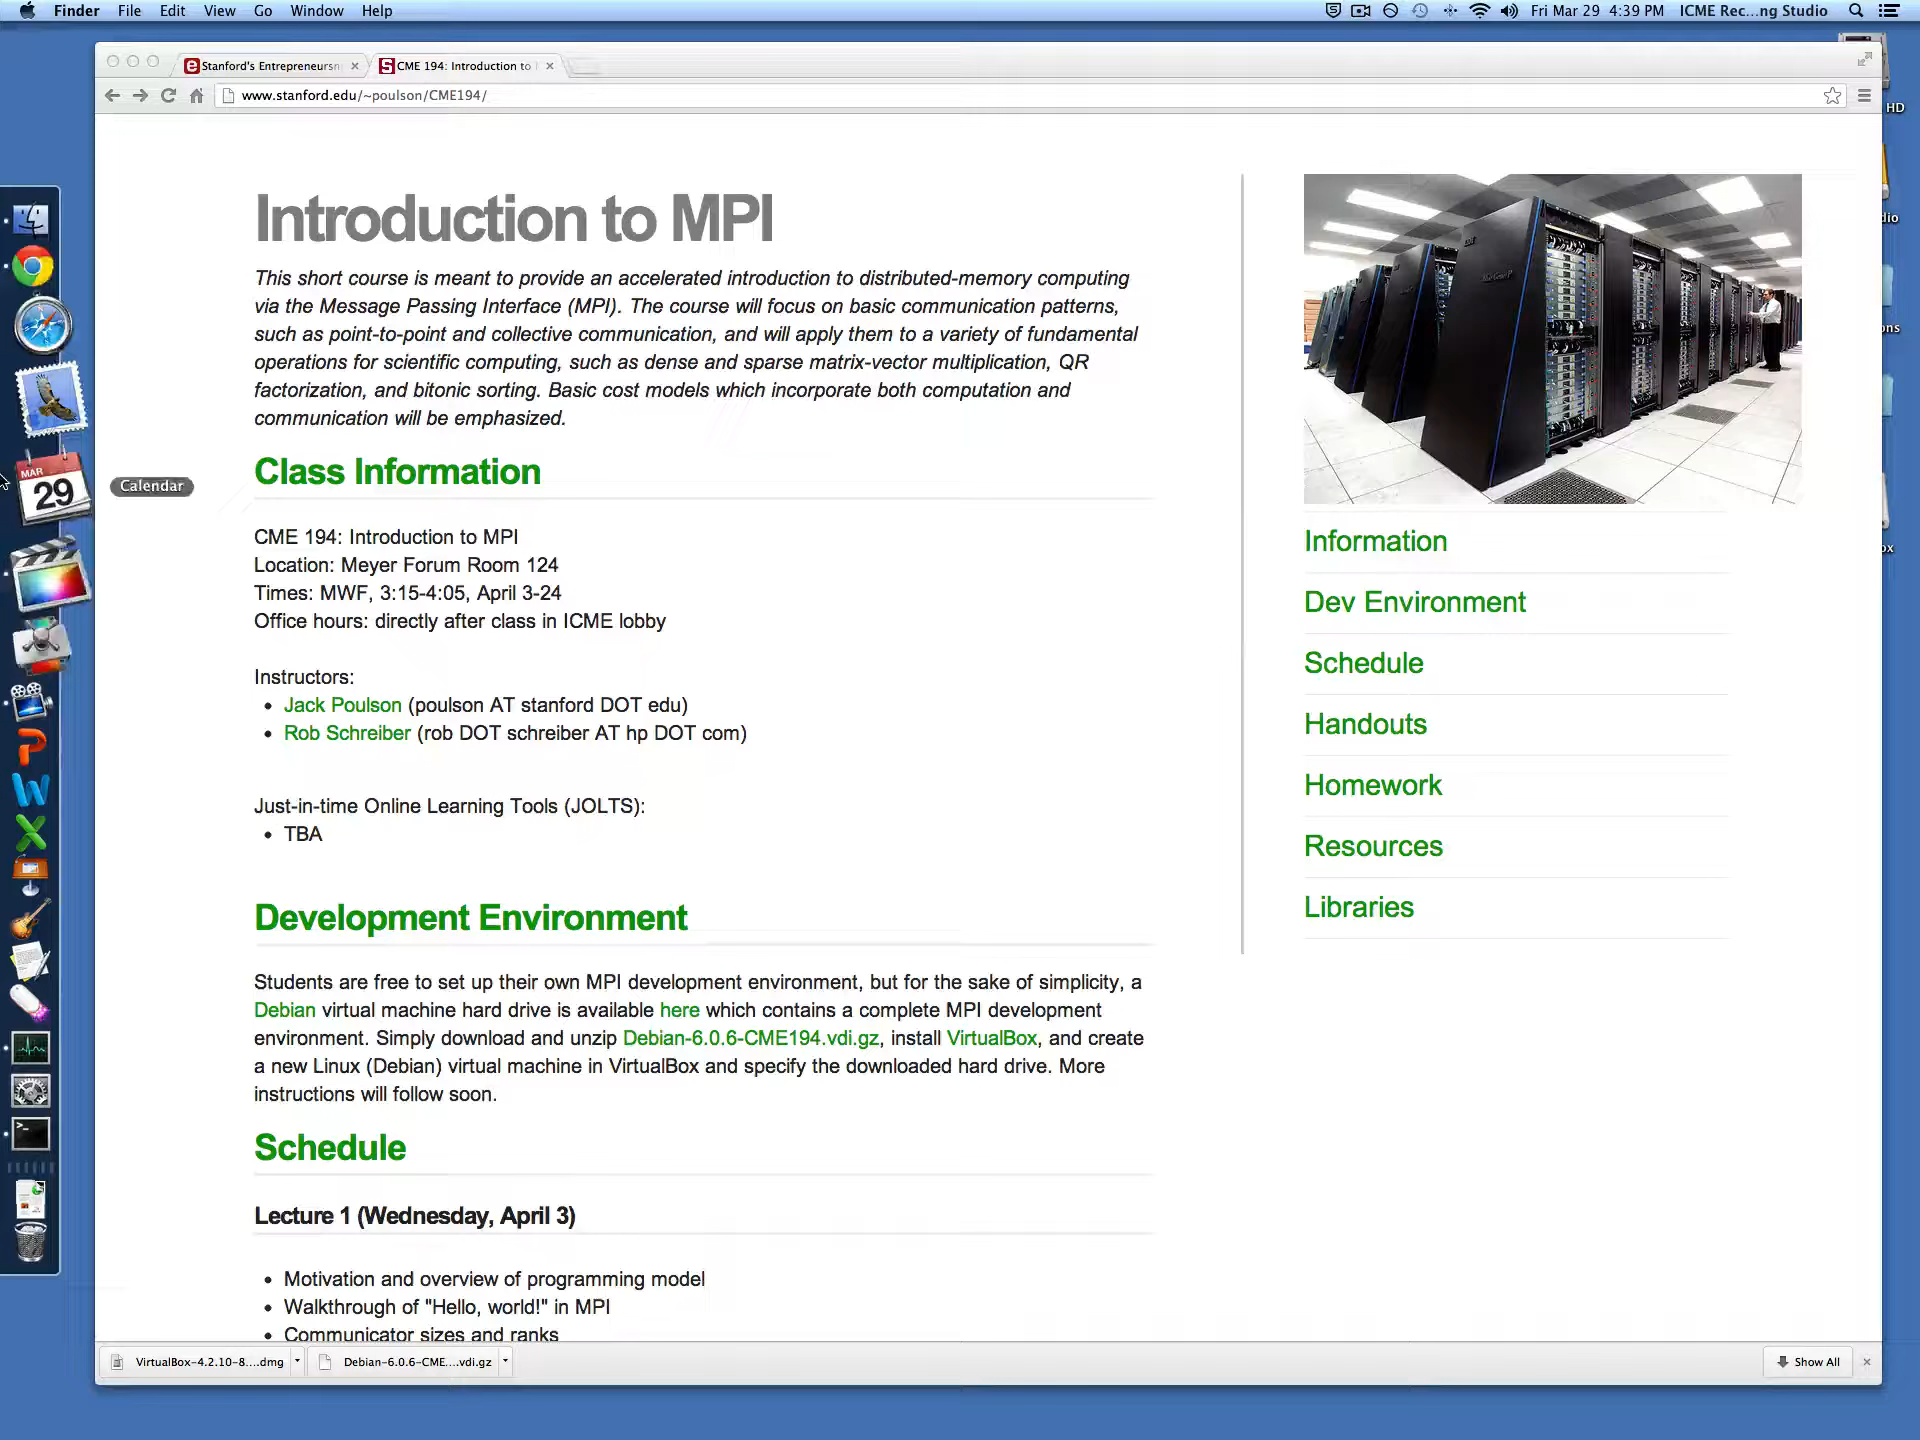 Finder File Edit View Go Window Help
Fri Mar 29 4:39 PM ICME Rec...ng Studio
Stanford's Entrepreneursh
CME 194: Introduction to
www.stanford.edu/~poulson/CME194/
HD
Introduction to MPI
This short course is meant to provide an accelerated introduction to distributed-memory computing
via the Message Passing Interface (MPI). The course will focus on basic communication patterns,
such as point-to-point and collective communication, and will apply them to a variety of fundamental
operations for scientific computing, such as dense and sparse matrix-vector multiplication, QR
factorization, and bitonic sorting. Basic cost models which incorporate both computation and
communication will be emphasized.
Class Information
MAR
29
Calendar
CME 194: Introduction to MPI
Location: Meyer Forum Room 124
Times: MWF, 3:15-4:05, April 3-24
Office hours: directly after class in ICME lobby
Instructors:
• Jack Poulson (poulson AT stanford DOT edu)
• Rob Schreiber (rob DOT schreiber AT hp DOT com)
Just-in-time Online Learning Tools (JOLTS):
• TBA
Development Environment
Students are free to set up their own MPI development environment, but for the sake of simplicity, a
Debian virtual machine hard drive is available here which contains a complete MPI development
environment. Simply download and unzip Debian-6.0.6-CME194.vdi.gz, install VirtualBox, and create
a new Linux (Debian) virtual machine in VirtualBox and specify the downloaded hard drive. More
instructions will follow soon.
Schedule
Lecture 1 (Wednesday, April 3)
• Motivation and overview of programming model
• Walkthrough of "Hello, world!" in MPI
• Communicator sizes and ranks
Information
Dev Environment
Schedule
Handouts
Homework
Resources
Libraries
dio
ons
ox
VirtualBox-4.2.10-8....dmg
Debian-6.0.6-CME....vdi.gz
Show All